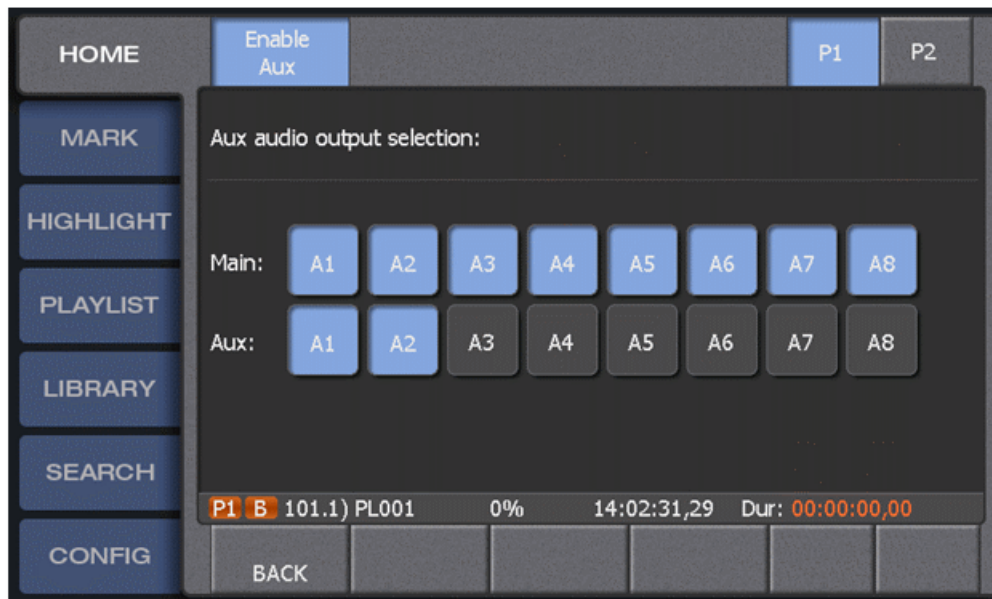 HOME
Enable
Aux
P1
P2
MARK
HIGHLIGHT
PLAYLIST
LIBRARY
SEARCH
CONFIG
Aux audio output selection:
Main: A1 A2 A3 A4 A5 A6 A7 A8
Aux: A1 A2 A3 A4 A5 A6 A7 A8
P1 B 101.1) PL001 0% 14:02:31,29 Dur: 00:00:00,00
BACK